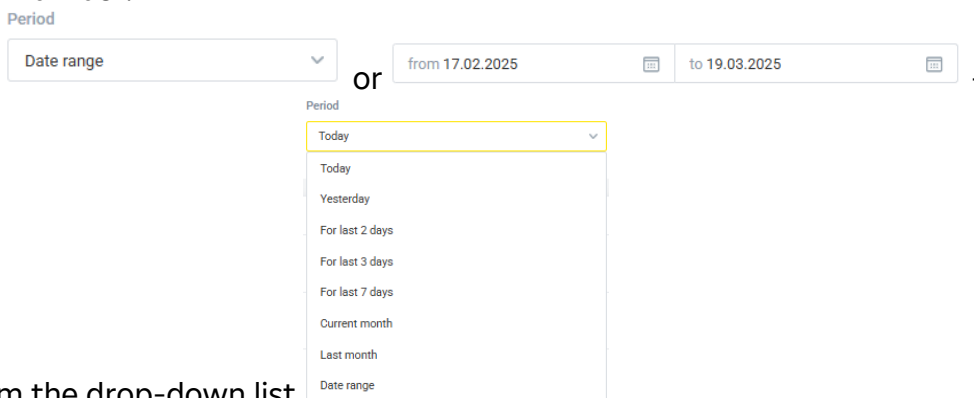 Period
Date range
or
from 17.02.2025
to 19.03.2025
Period
Today
Today
Yesterday
For last 2 days
For last 3 days
For last 7 days
Current month
Last month
Date range
the drop-down list